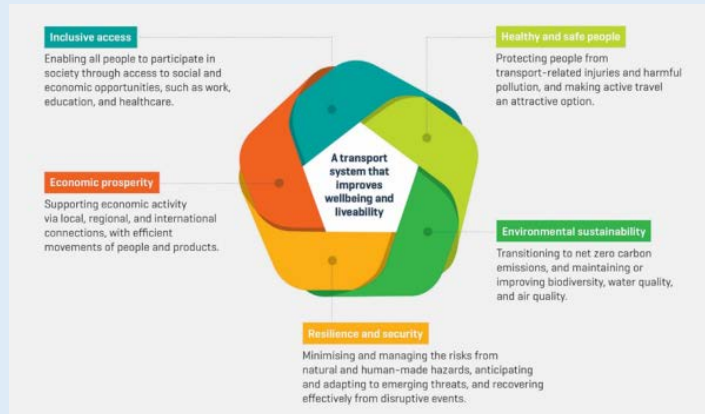 Inclusive access
Enabling all people to participate in
society through access to social and
economic opportunities, such as work,
education, and healthcare.
Healthy and safe people
Protecting people from
transport-related injuries and harmful
pollution, and making active travel
an attractive option.
A transport
system that
improves
wellbeing and
liveability
Economic prosperity
Supporting economic activity
via local, regional, and international
connections, with efficient
movements of people and products.
Environmental sustainability
Transitioning to net zero carbon
emissions, and maintaining or
improving biodiversity, water quality,
and air quality.
Resilience and security
Minimising and managing the risks from
natural and human-made hazards, anticipating
and adapting to emerging threats, and recovering
effectively from disruptive events.